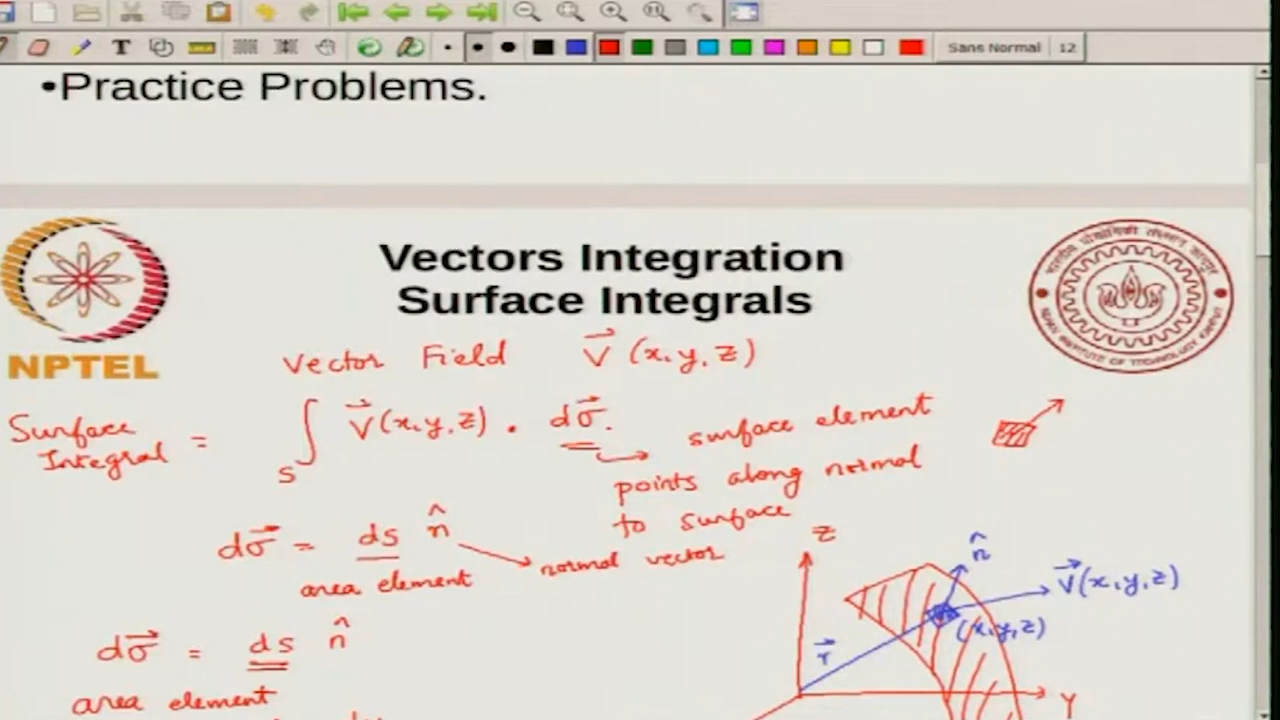 Sans Normal 12
•Practice Problems.
Vectors Integration
Surface Integrals
NPTEL
Vector Field V⃗ (x, y, z)
Surface Integral = ∫S V⃗(x,y,z) . dσ⃗.
surface element
points along normal
to surface
dσ⃗ = ds n̂
normal vector
area element
dσ⃗ = ds n̂
area element
Z
n̂
V⃗(x,y,z)
(x,y,z)
r⃗
Y